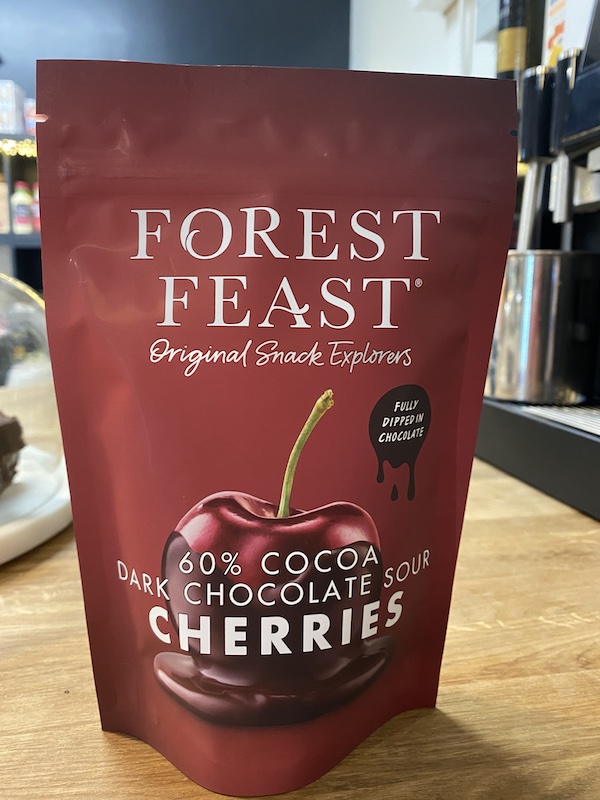 FOREST
FEAST®
Original Snack Explorers
FULLY
DIPPED IN
CHOCOLATE
60% COCOA
DARK CHOCOLATE SOUR
CHERRIES